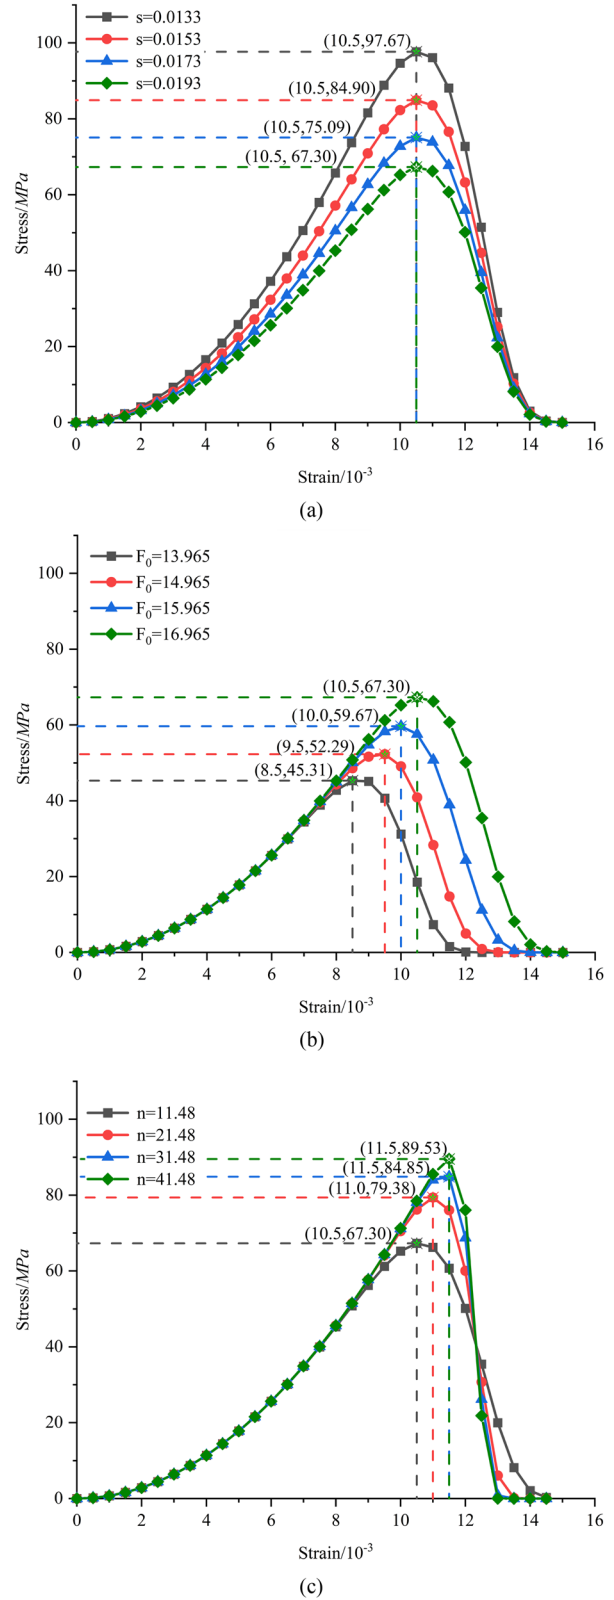 s=0.0133
s=0.0153
s=0.0173
s=0.0193
(10.5,97.67)
(10.5,84.90)
(10.5,75.09)
(10.5, 67.30)
100
80
60
40
20
0
Stress/MPa
0 2 4 6 8 10 12 14 16
Strain/10⁻³
(a)
F₀=13.965
F₀=14.965
F₀=15.965
F₀=16.965
(10.5,67.30)
(10.0,59.67)
(9.5,52.29)
(8.5,45.31)
100
80
60
40
20
0
Stress/MPa
0 2 4 6 8 10 12 14 16
Strain/10⁻³
(b)
n=11.48
n=21.48
n=31.48
n=41.48
(11.5,89.53)
(11.5,84.85)
(11.0,79.38)
(10.5,67.30)
100
80
60
40
20
0
Stress/MPa
0 2 4 6 8 10 12 14 16
Strain/10⁻³
(c)